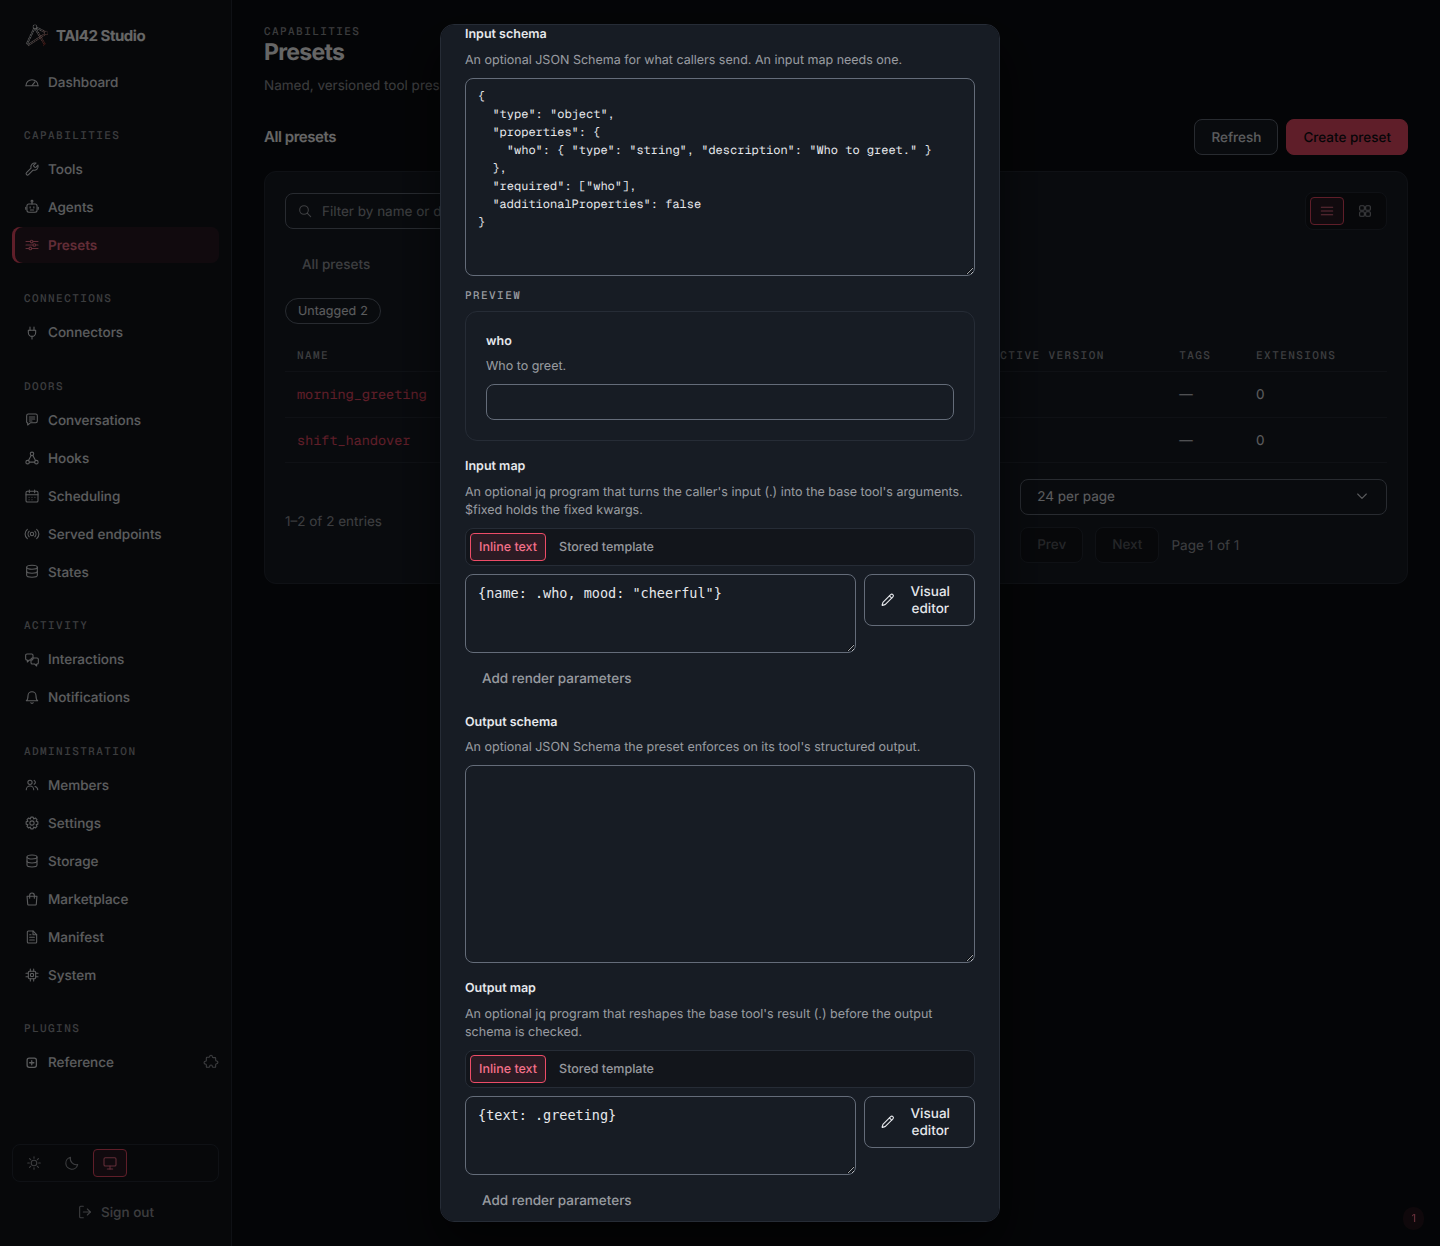 TAI42 Studio
Dashboard
CAPABILITIES
Tools
Agents
Presets
CONNECTIONS
Connectors
DOORS
Conversations
Hooks
Scheduling
Served endpoints
States
ACTIVITY
Interactions
Notifications
ADMINISTRATION
Members
Settings
Storage
Marketplace
Manifest
System
PLUGINS
Reference
Sign out
CAPABILITIES
Presets
Named, versioned tool pres
All presets
Refresh
Create preset
Filter by name or d
All presets
Untagged 2
NAME
CTIVE VERSION
TAGS
EXTENSIONS
morning_greeting
—
0
shift_handover
—
0
24 per page
1–2 of 2 entries
Prev
Next
Page 1 of 1
Input schema
An optional JSON Schema for what callers send. An input map needs one.
{
  "type": "object",
  "properties": {
    "who": { "type": "string", "description": "Who to greet." }
  },
  "required": ["who"],
  "additionalProperties": false
}
PREVIEW
who
Who to greet.
Input map
An optional jq program that turns the caller's input (.) into the base tool's arguments.
$fixed holds the fixed kwargs.
Inline text
Stored template
{name: .who, mood: "cheerful"}
Visual
editor
Add render parameters
Output schema
An optional JSON Schema the preset enforces on its tool's structured output.
Output map
An optional jq program that reshapes the base tool's result (.) before the output
schema is checked.
Inline text
Stored template
{text: .greeting}
Visual
editor
Add render parameters
1